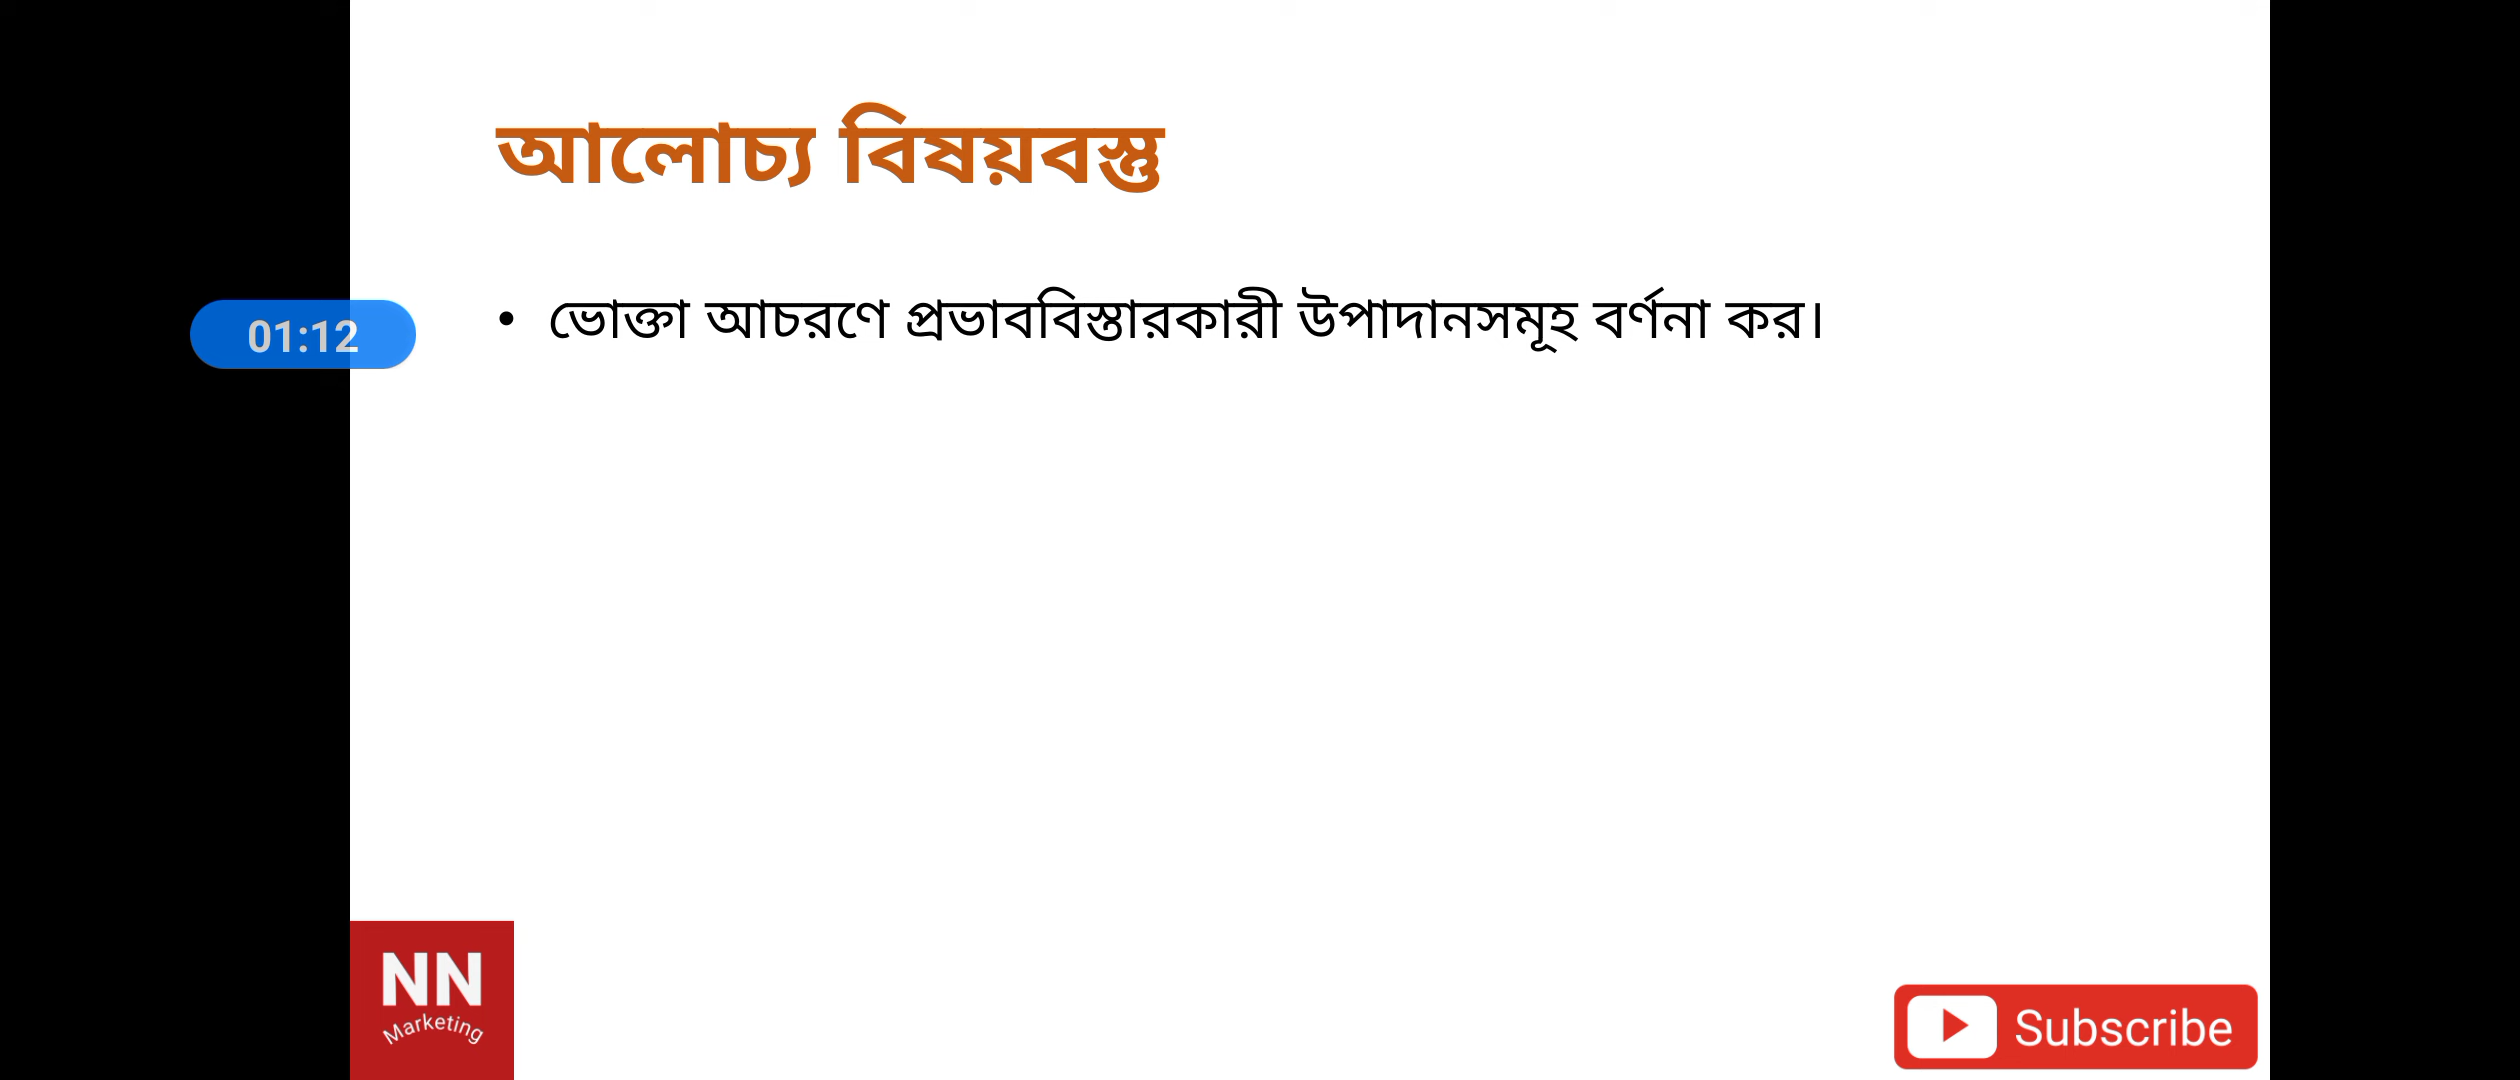 আলোচ্য বিষয়বস্তু
• ভোক্তা আচরণে প্রভাববিস্তারকারী উপাদানসমূহ বর্ণনা কর।
01:12
NN
Marketing
Subscribe